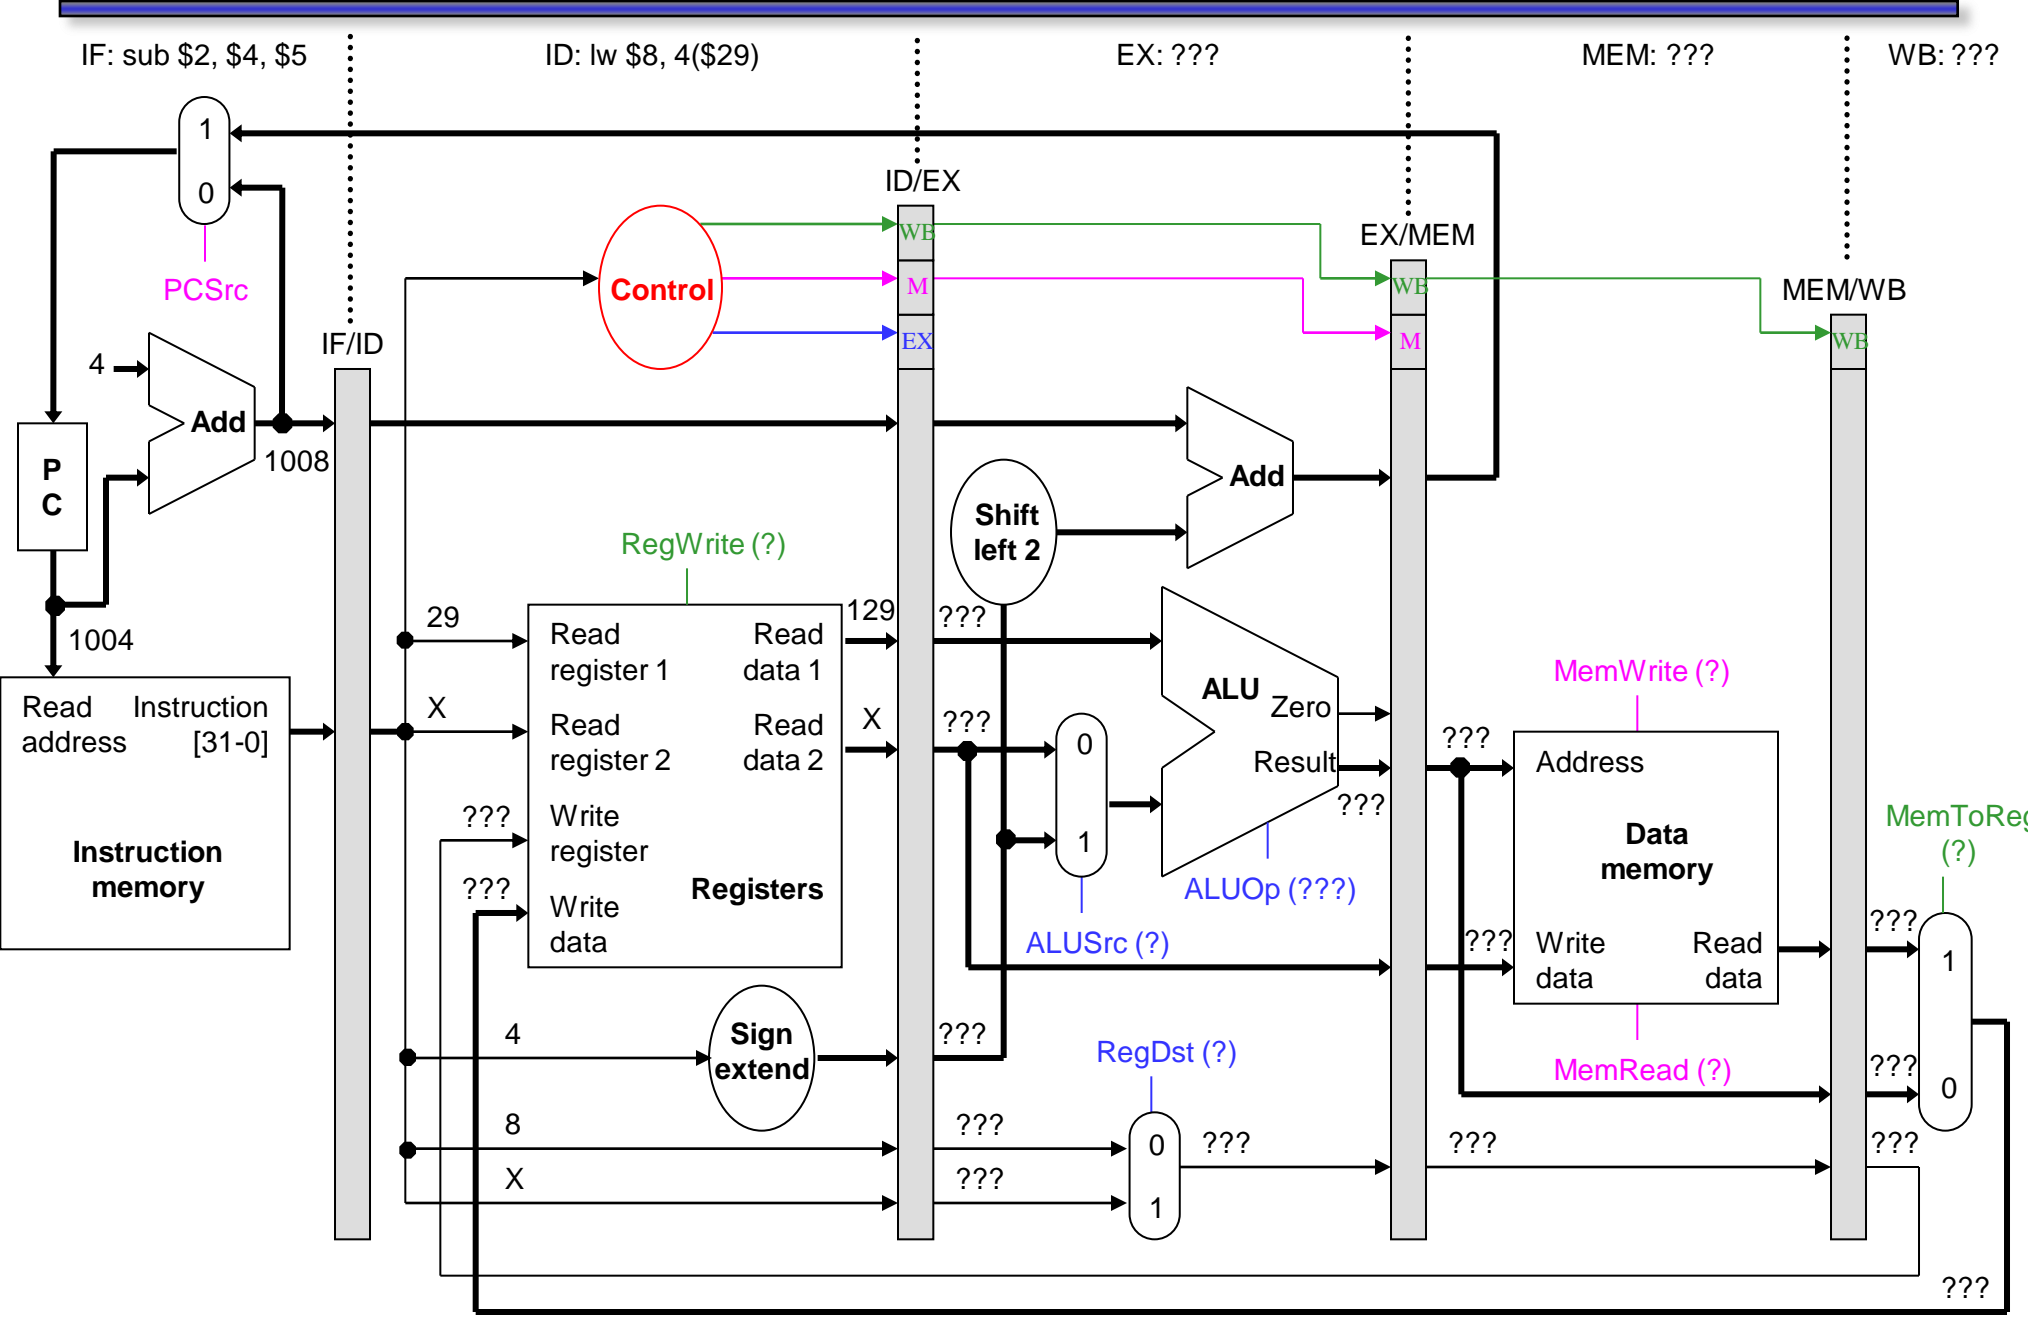 IF: sub $2, $4, $5
ID: lw $8, 4($29)
EX: ???
MEM: ???
WB: ???
1
0
PCSrc
ID/EX
WB
M
EX
Control
EX/MEM
WB
M
MEM/WB
WB
IF/ID
4
Add
1008
P
C
1004
Add
Shift
left 2
RegWrite (?)
29
X
???
???
Read
register 1
Read
data 1
Read
register 2
Read
data 2
Write
register
Write
data
Registers
129
X
???
???
0
1
ALUSrc (?)
ALU
Zero
Result
???
ALUOp (???)
Read
address
Instruction
[31-0]
Instruction
memory
MemWrite (?)
???
Address
Data
memory
???
Write
data
Read
data
MemRead (?)
MemToReg
(?)
???
1
???
0
4
Sign
extend
???
RegDst (?)
8
X
???
???
0
1
???
???
???
???